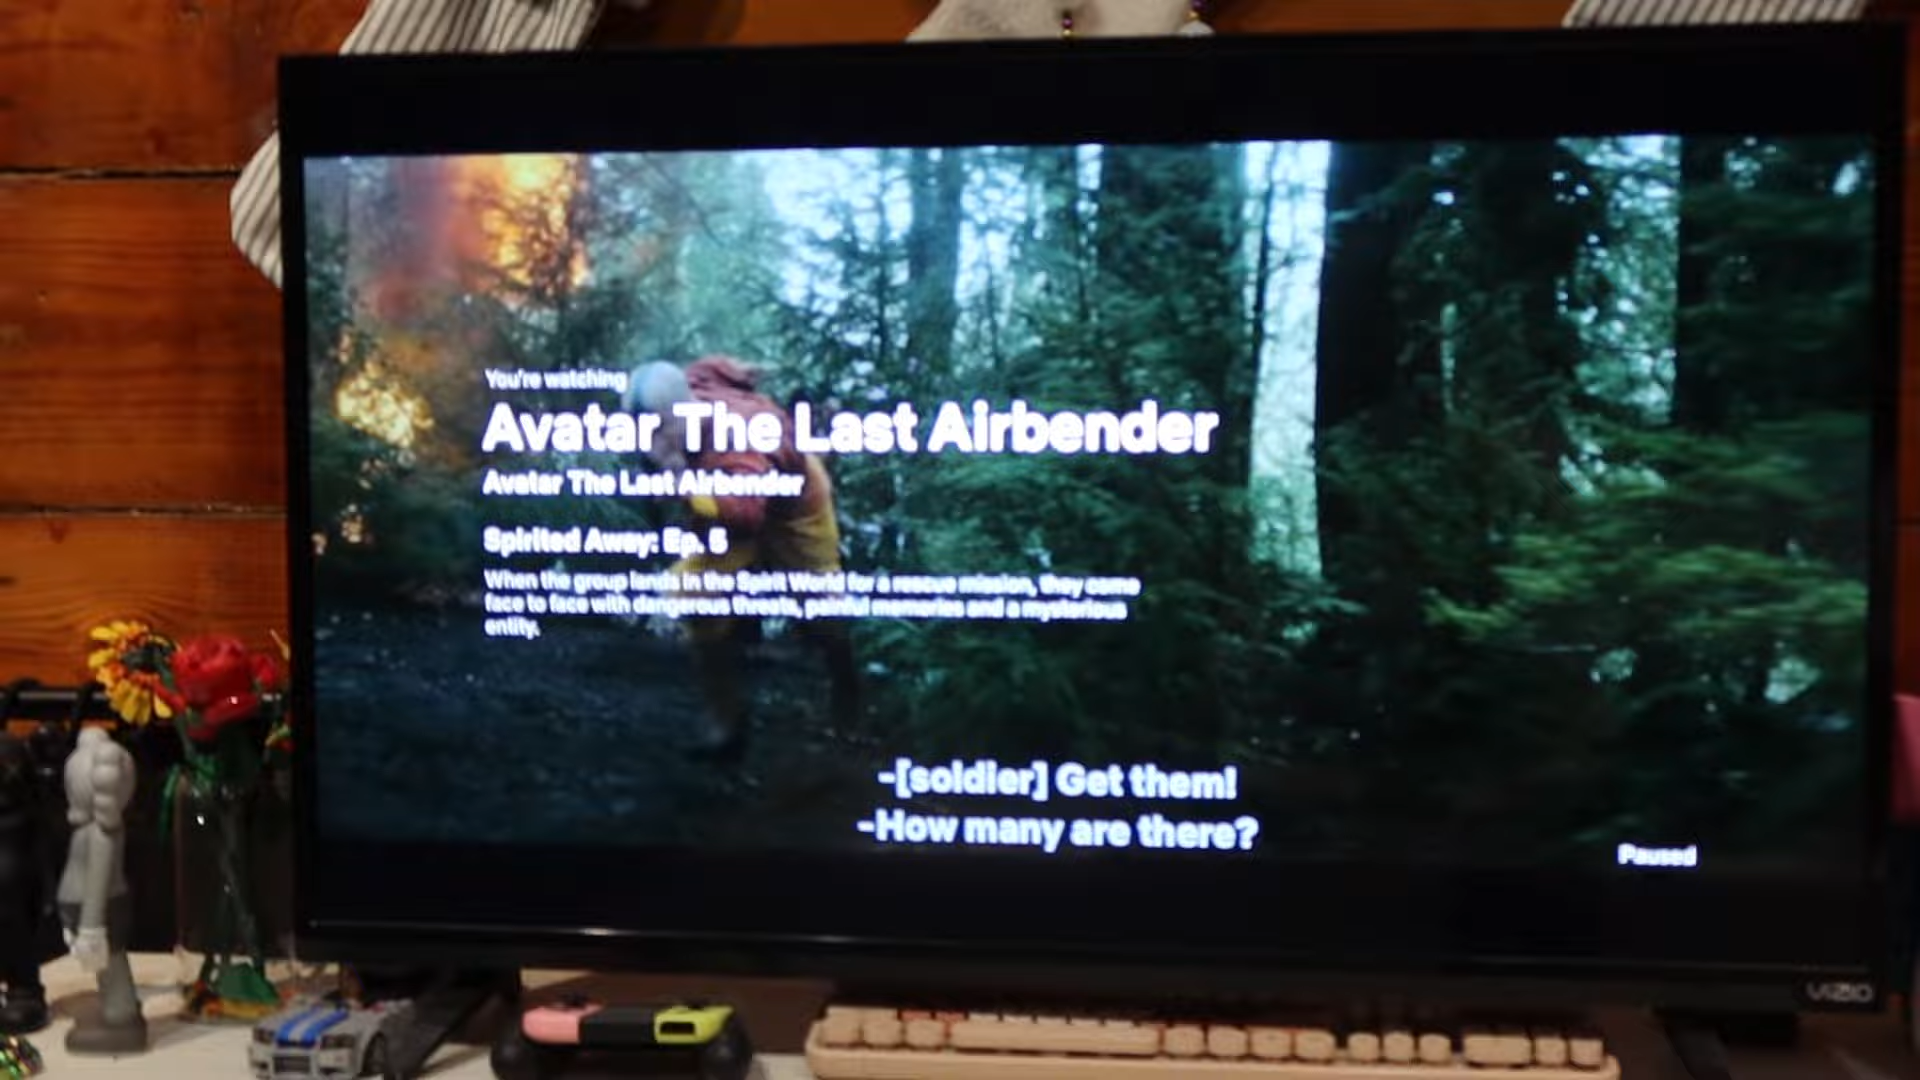 You're watching
Avatar The Last Airbender
Avatar The Last Airbender
Spirited Away: Ep. 5
When the group lands in the Spirit World for a rescue mission, they come
face to face with dangerous threats, painful memories and a mysterious
entity.
-[soldier] Get them!
-How many are there?
Paused
VIZIO